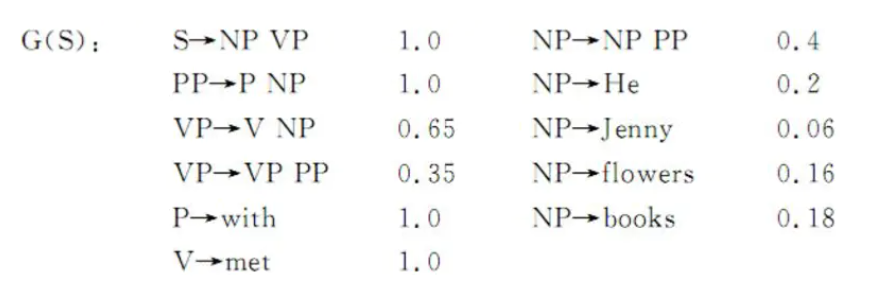 G(S): S→NP VP 1.0 NP→NP PP 0.4
PP→P NP 1.0 NP→He 0.2
VP→V NP 0.65 NP→Jenny 0.06
VP→VP PP 0.35 NP→flowers 0.16
P→with 1.0 NP→books 0.18
V→met 1.0